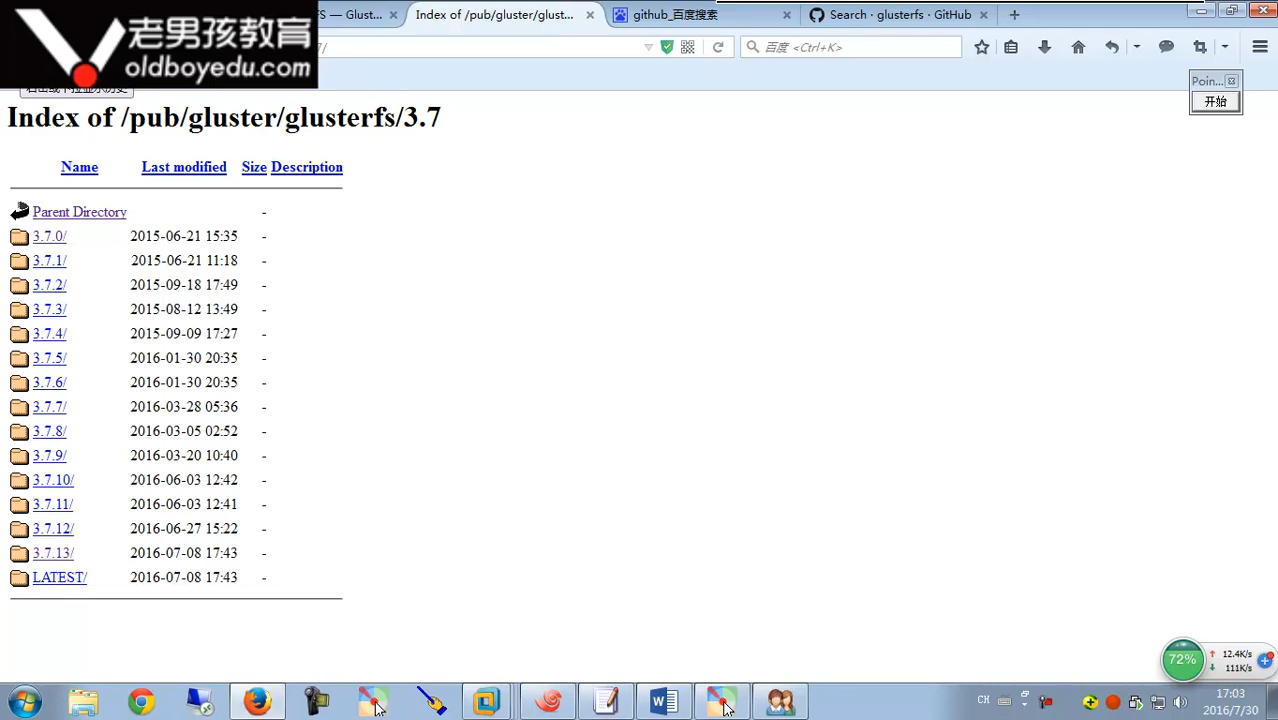 老男孩教育
oldboyedu.com
FS — Glust...
Index of /pub/gluster/glust...
github_百度搜索
Search · glusterfs · GitHub
7/
百度 <Ctrl+K>
Poin...
开始
Index of /pub/gluster/glusterfs/3.7
Name Last modified Size Description
Parent Directory -
3.7.0/ 2015-06-21 15:35 -
3.7.1/ 2015-06-21 11:18 -
3.7.2/ 2015-09-18 17:49 -
3.7.3/ 2015-08-12 13:49 -
3.7.4/ 2015-09-09 17:27 -
3.7.5/ 2016-01-30 20:35 -
3.7.6/ 2016-01-30 20:35 -
3.7.7/ 2016-03-28 05:36 -
3.7.8/ 2016-03-05 02:52 -
3.7.9/ 2016-03-20 10:40 -
3.7.10/ 2016-06-03 12:42 -
3.7.11/ 2016-06-03 12:41 -
3.7.12/ 2016-06-27 15:22 -
3.7.13/ 2016-07-08 17:43 -
LATEST/ 2016-07-08 17:43 -
72%
12.4K/s
111K/s
CH
17:03
2016/7/30